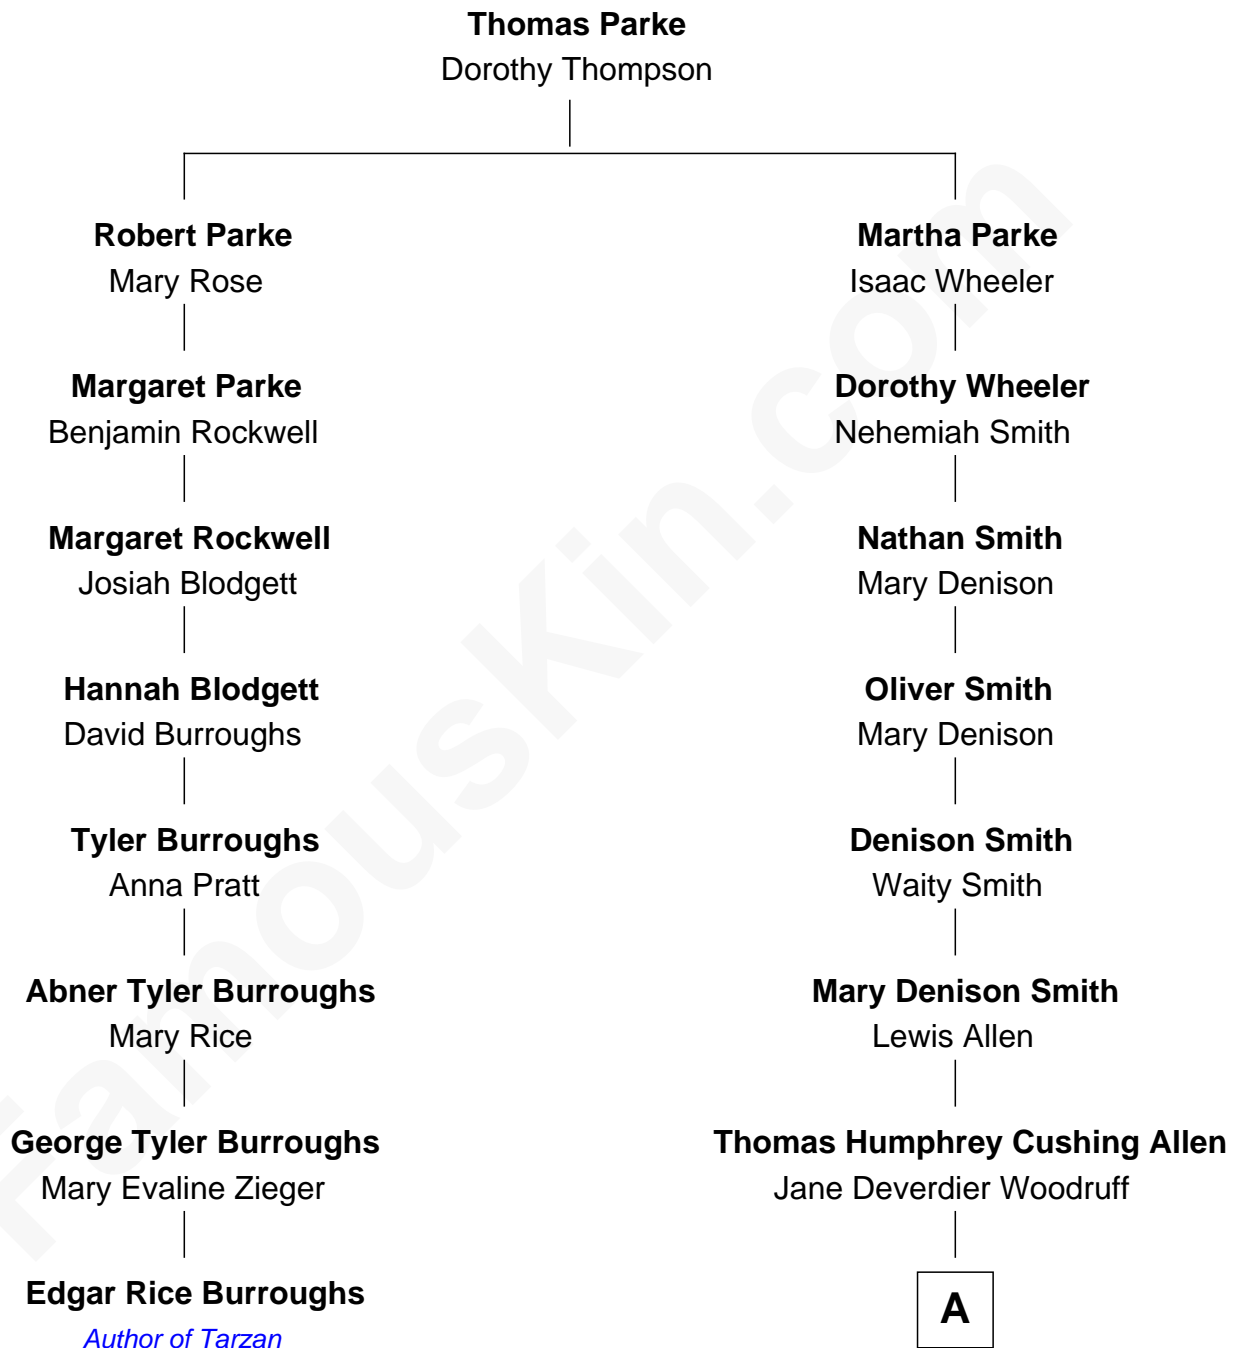 Thomas Parke
Dorothy Thompson
Robert Parke
Mary Rose
Martha Parke
Isaac Wheeler
Margaret Parke
Benjamin Rockwell
Dorothy Wheeler
Nehemiah Smith
Margaret Rockwell
Josiah Blodgett
Nathan Smith
Mary Denison
Hannah Blodgett
David Burroughs
Oliver Smith
Mary Denison
Tyler Burroughs
Anna Pratt
Denison Smith
Waity Smith
Abner Tyler Burroughs
Mary Rice
Mary Denison Smith
Lewis Allen
George Tyler Burroughs
Mary Evaline Zieger
Thomas Humphrey Cushing Allen
Jane Deverdier Woodruff
Edgar Rice Burroughs
Author of Tarzan
A
FamousKin.com